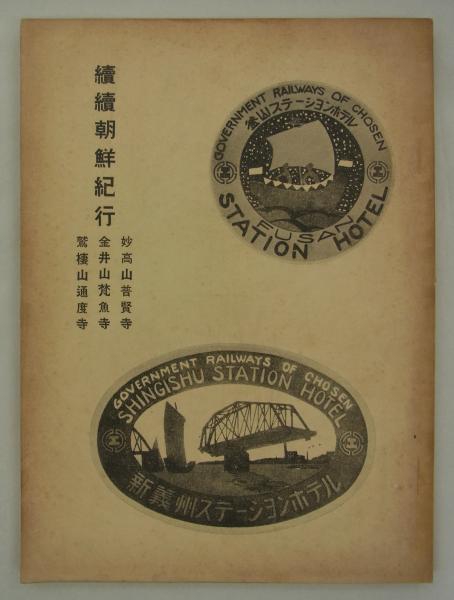 續續朝鮮紀行
妙高山普賢寺
金井山梵魚寺
鷲棲山通度寺
GOVERNMENT RAILWAYS OF CHOSEN
釜山ステーションホテル
FUSAN
STATION HOTEL
GOVERNMENT RAILWAYS OF CHOSEN
SHINGISHU STATION HOTEL
新義州ステーションホテル